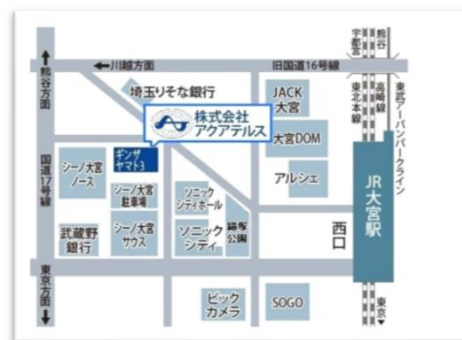 熊谷方面
川越方面
旧国道16号線
宇都宮
熊谷
東北本線
高崎線
東武アーバンパークライン
埼玉りそな銀行
JACK
大宮
株式会社
アクアテルス
大宮DOM
国道17号線
シーノ大宮
ノース
ギンザ
ヤマト3
アルシェ
シーノ大宮
駐車場
ソニック
シティホール
JR大宮駅
武蔵野
銀行
シーノ大宮
サウス
ソニック
シティ
鐘塚
公園
西口
東京方面
ビック
カメラ
SOGO
東京